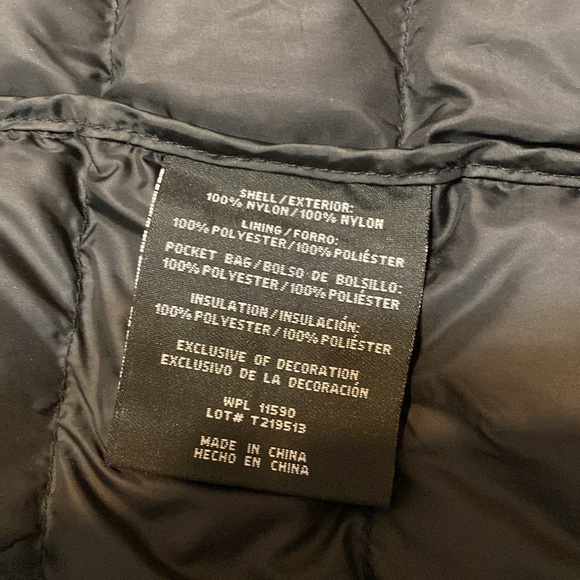 SHELL/EXTERIOR:
100% NYLON/100% NYLON
LINING/FORRO:
100% POLYESTER/100% POLIÉSTER
POCKET BAG/BOLSO DE BOLSILLO:
100% POLYESTER/100% POLIÉSTER
INSULATION/INSULACIÓN:
100% POLYESTER/100% POLIÉSTER
EXCLUSIVE OF DECORATION
EXCLUSIVO DE LA DECORACIÓN
WPL 11590
LOT# T219513
MADE IN CHINA
HECHO EN CHINA